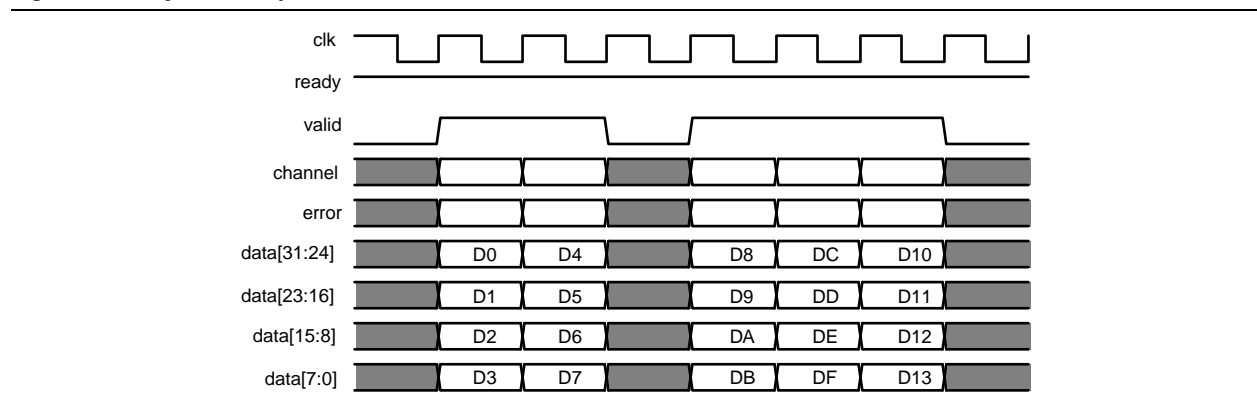 clk
ready
valid
channel
error
data[31:24] D0 D4 D8 DC D10
data[23:16] D1 D5 D9 DD D11
data[15:8] D2 D6 DA DE D12
data[7:0] D3 D7 DB DF D13